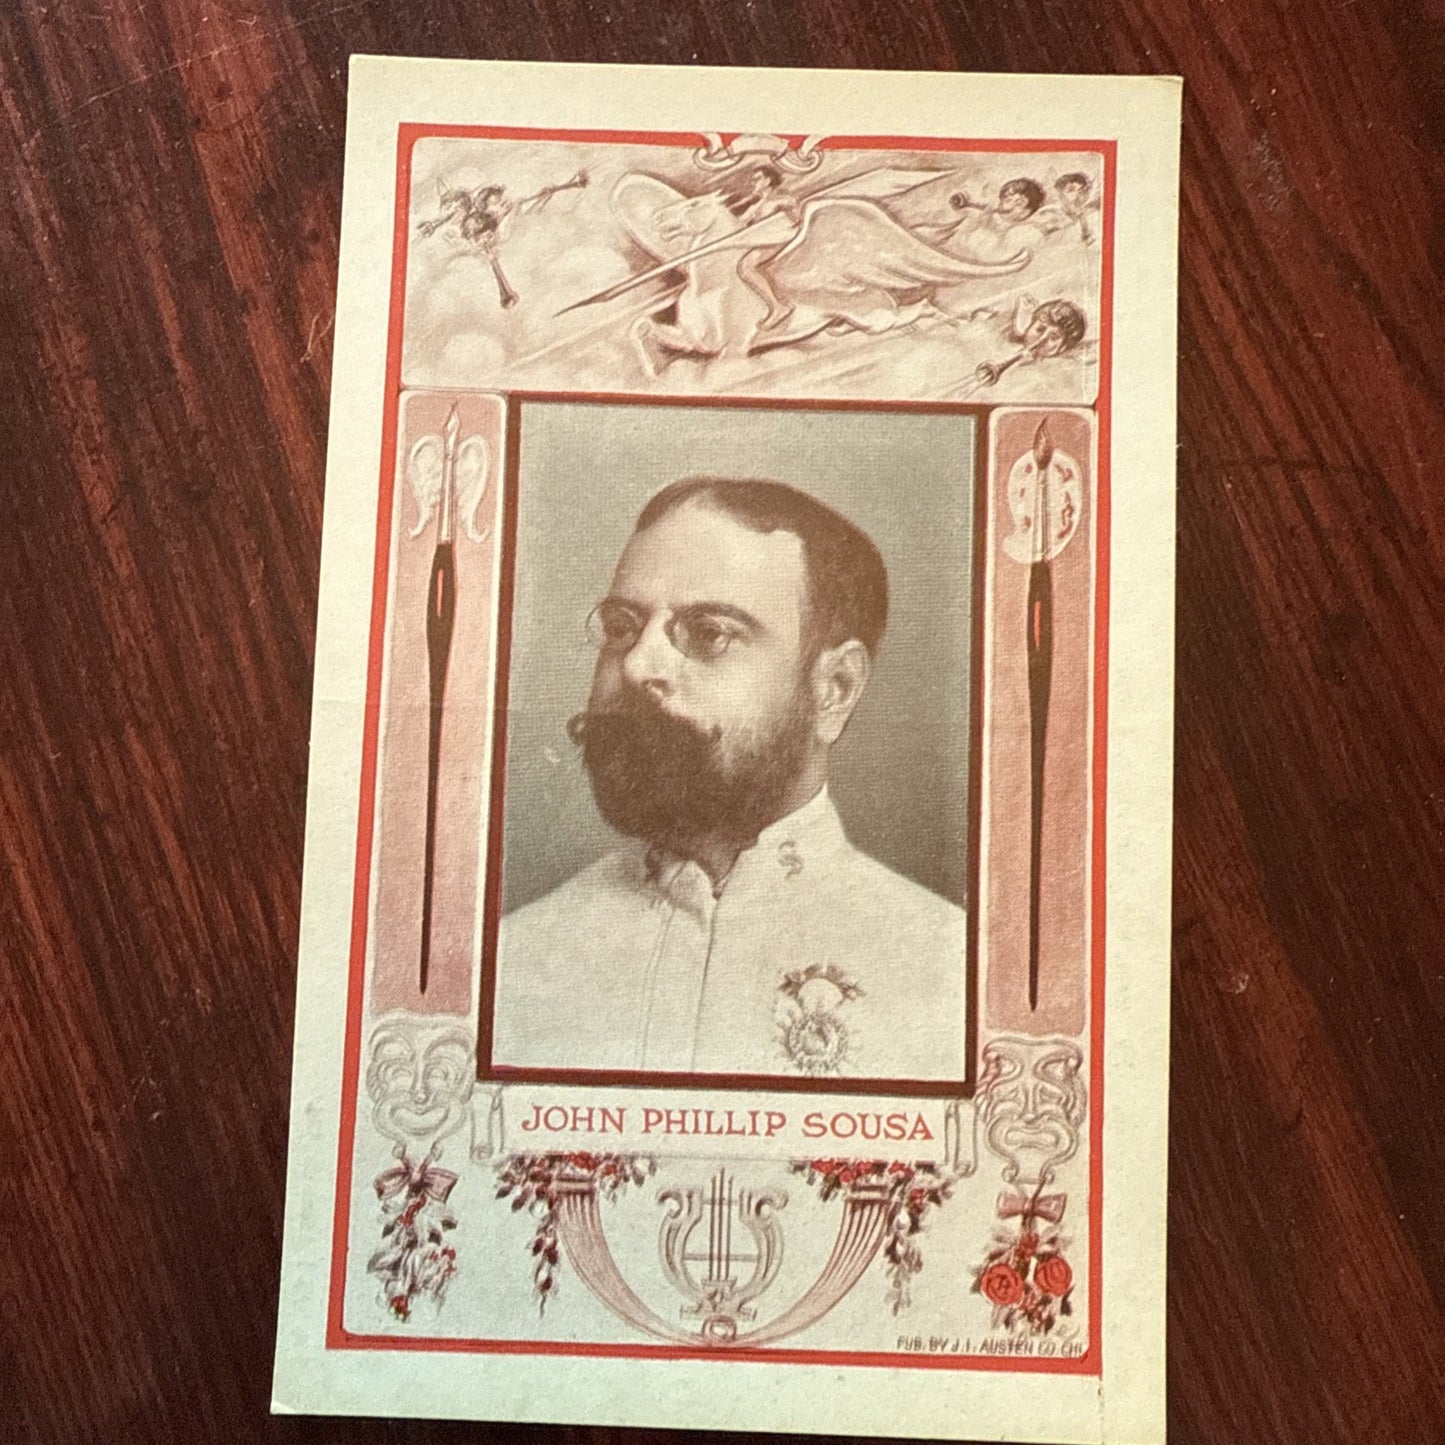 JOHN PHILLIP SOUSA
PUB. BY J. I. AUSTEN CO. CHI